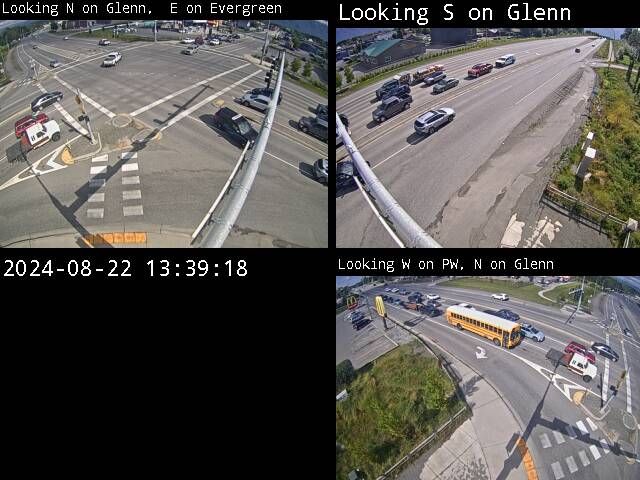 Looking N on Glenn, E on Evergreen
Looking S on Glenn
2024-08-22 13:39:18
Looking W on PW, N on Glenn